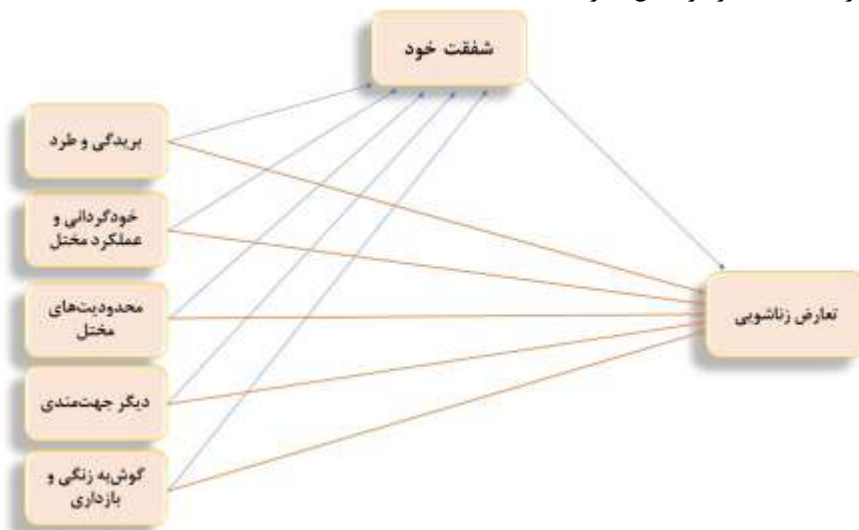 شفقت خود
بریدگی و طرد
خودگردانی و
عملکرد مختل
محدودیت‌های
مختل
دیگر جهت‌مندی
گوش‌به زنگی و
بازداری
تعارض زناشویی